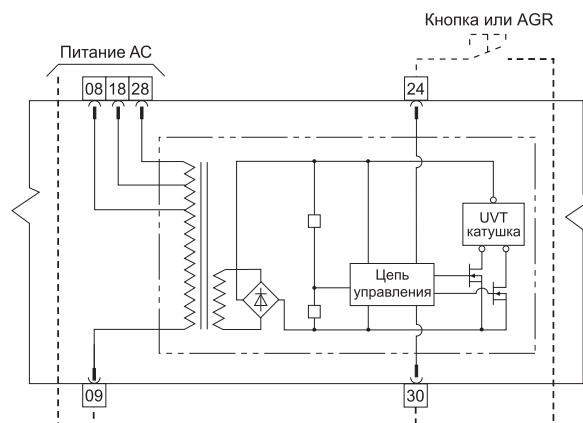 Кнопка или AGR
Питание AC
08 18 28
24
UVT
катушка
Цепь
управления
09
30